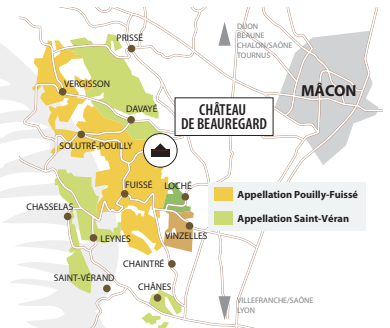 PRISSÉ
DIJON
BEAUNE
CHALON/SAÔNE
TOURNUS
VERGISSON
MÂCON
DAVAYÉ
CHÂTEAU
DE BEAUREGARD
SOLUTRÉ-POUILLY
FUISSÉ
LOCHÉ
Appellation Pouilly-Fuissé
CHASSELAS
Appellation Saint-Véran
LEYNES
VINZELLES
CHAINTRÉ
SAINT-VÉRAND
CHÂNES
VILLEFRANCHE/SAÔNE
LYON